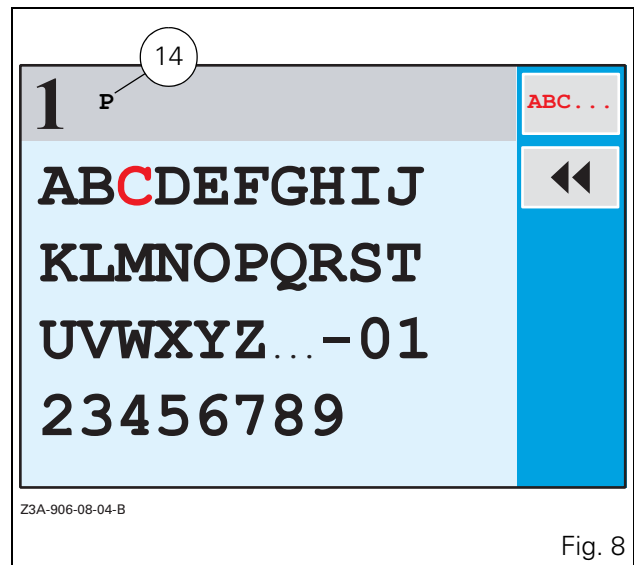 14
1 P
ABC...
ABCDEFGHIJ
KLMNOPQRST
UVWXYZ...-01
23456789
Z3A-906-08-04-B
Fig. 8